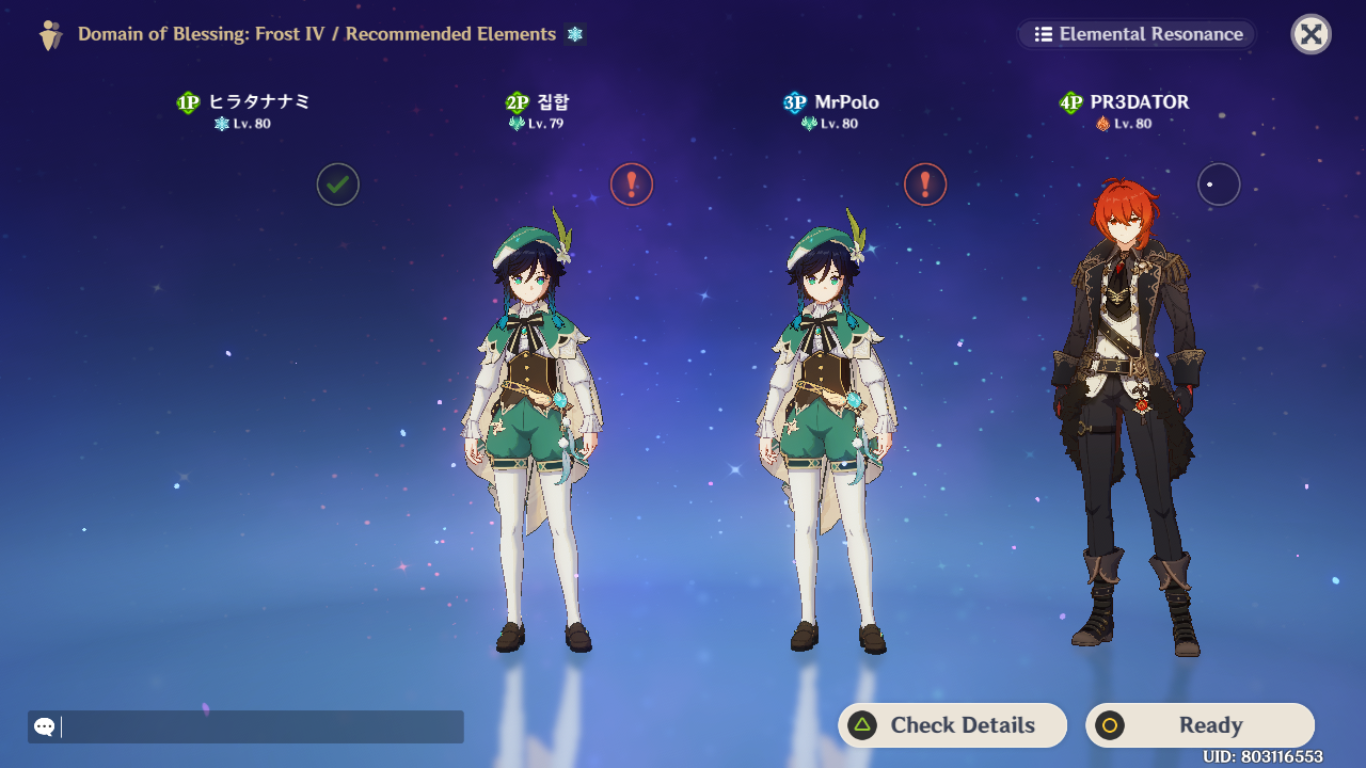 Domain of Blessing: Frost IV / Recommended Elements
Elemental Resonance
1P ヒラタナナミ
Lv. 80
2P 집합
Lv. 79
3P MrPolo
Lv. 80
4P PR3DATOR
Lv. 80
Check Details
Ready
UID: 803116553